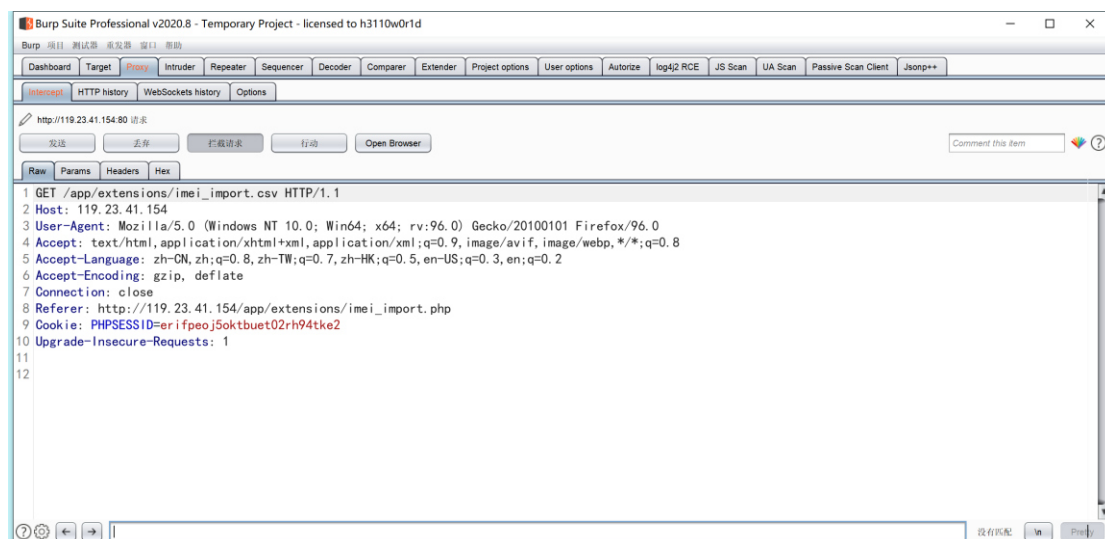 Burp Suite Professional v2020.8 - Temporary Project - licensed to h3110w0r1d
Burp 项目 测试器 重发器 窗口 帮助
Dashboard Target Proxy Intruder Repeater Sequencer Decoder Comparer Extender Project options User options Autorize log4j2 RCE JS Scan UA Scan Passive Scan Client Jsonp++
Intercept HTTP history WebSockets history Options
http://119.23.41.154:80 请求
发送 丢弃 拦截请求 行动 Open Browser Comment this item
Raw Params Headers Hex
1 GET /app/extensions/imei_import.csv HTTP/1.1
2 Host: 119.23.41.154
3 User-Agent: Mozilla/5.0 (Windows NT 10.0; Win64; x64; rv:96.0) Gecko/20100101 Firefox/96.0
4 Accept: text/html,application/xhtml+xml,application/xml;q=0.9,image/avif,image/webp,*/*;q=0.8
5 Accept-Language: zh-CN,zh;q=0.8,zh-TW;q=0.7,zh-HK;q=0.5,en-US;q=0.3,en;q=0.2
6 Accept-Encoding: gzip, deflate
7 Connection: close
8 Referer: http://119.23.41.154/app/extensions/imei_import.php
9 Cookie: PHPSESSID=erifpeoj5oktbuet02rh94tke2
10 Upgrade-Insecure-Requests: 1
11
12
没有匹配 \n Pretty